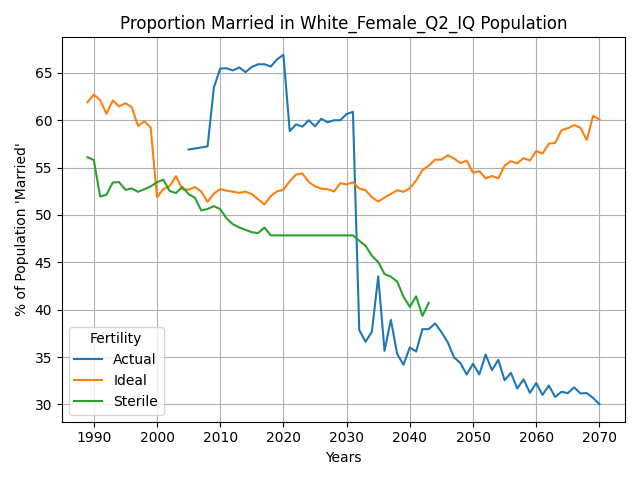 Proportion Married in White_Female_Q2_IQ Population
% of Population 'Married'
65
60
55
50
45
40
35
30
Fertility
Actual
Ideal
Sterile
1990 2000 2010 2020 2030 2040 2050 2060 2070
Years